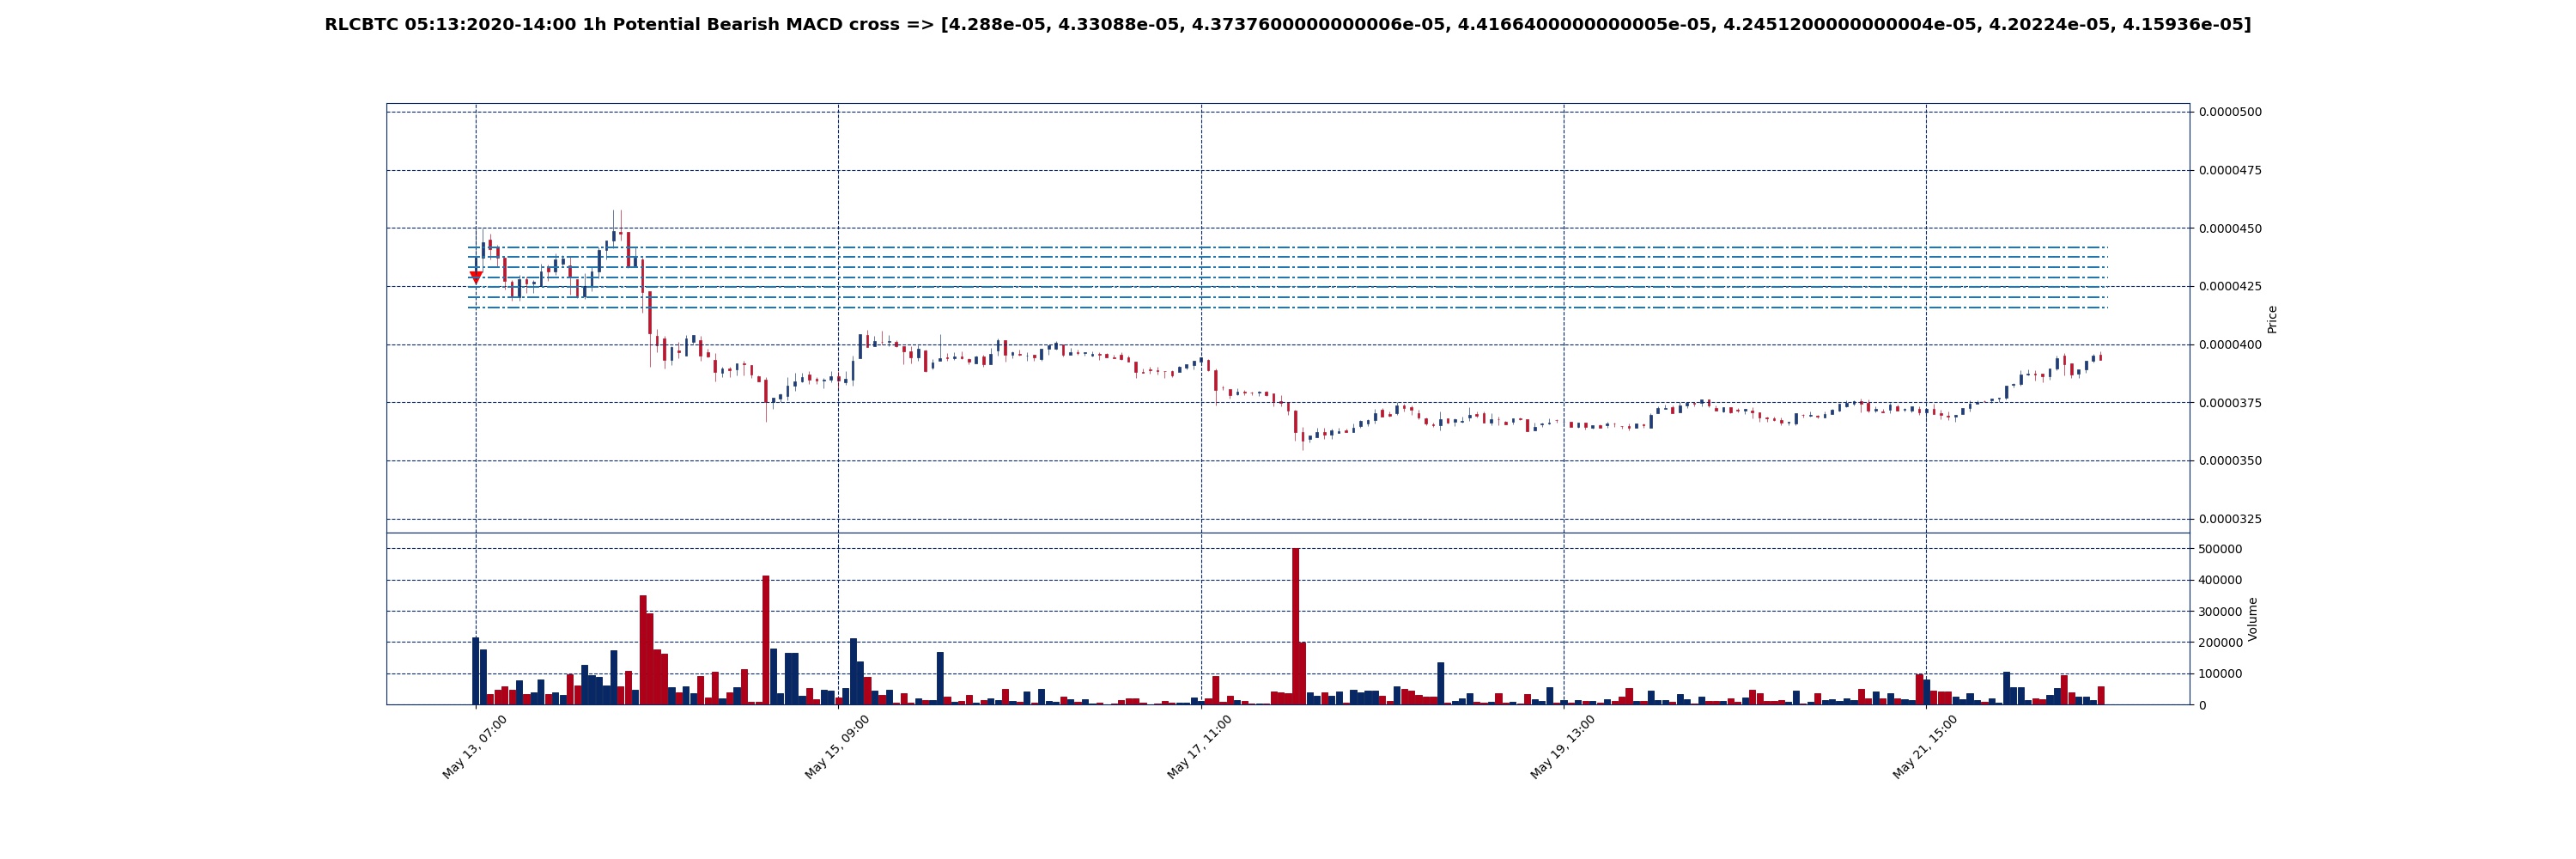 RLCBTC 05:13:2020-14:00 1h Potential Bearish MACD cross => [4.288e-05, 4.33088e-05, 4.3737600000000006e-05, 4.4166400000000005e-05, 4.2451200000000004e-05, 4.20224e-05, 4.15936e-05]
0.0000500
0.0000475
0.0000450
0.0000425
0.0000400
0.0000375
0.0000350
0.0000325
Price
500000
400000
300000
200000
100000
0
Volume
May 13, 07:00
May 15, 09:00
May 17, 11:00
May 19, 13:00
May 21, 15:00